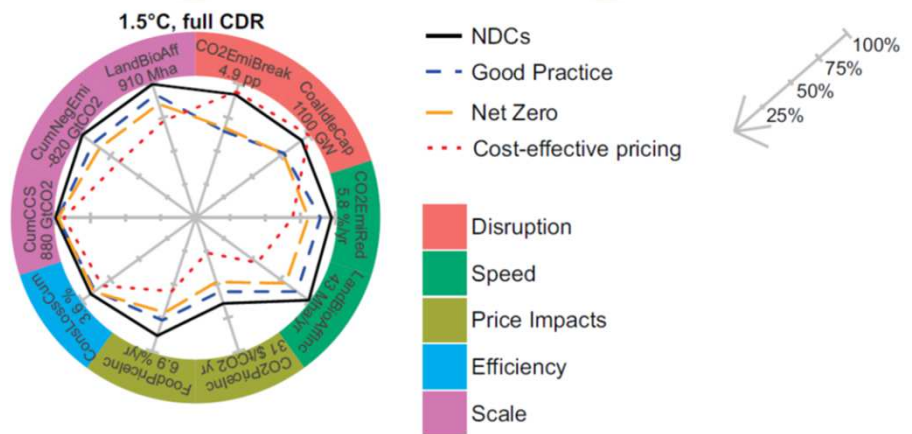 1.5°C, full CDR
LandBioAff
910 Mha
CO2EmiBreak
4.9 pp
CoalIdleCap
1100 GW
CO2EmiRed
5.8 %/yr
LandBioAffInc
43 Mha/yr
CO2PriceInc
31 $/tCO2 yr
FoodPriceInc
6.9 %/yr
ConsLossCum
3.6 %
CumCCS
880 GtCO2
CumNegEmi
-820 GtCO2
NDCs
Good Practice
Net Zero
Cost-effective pricing
100%
75%
50%
25%
Disruption
Speed
Price Impacts
Efficiency
Scale